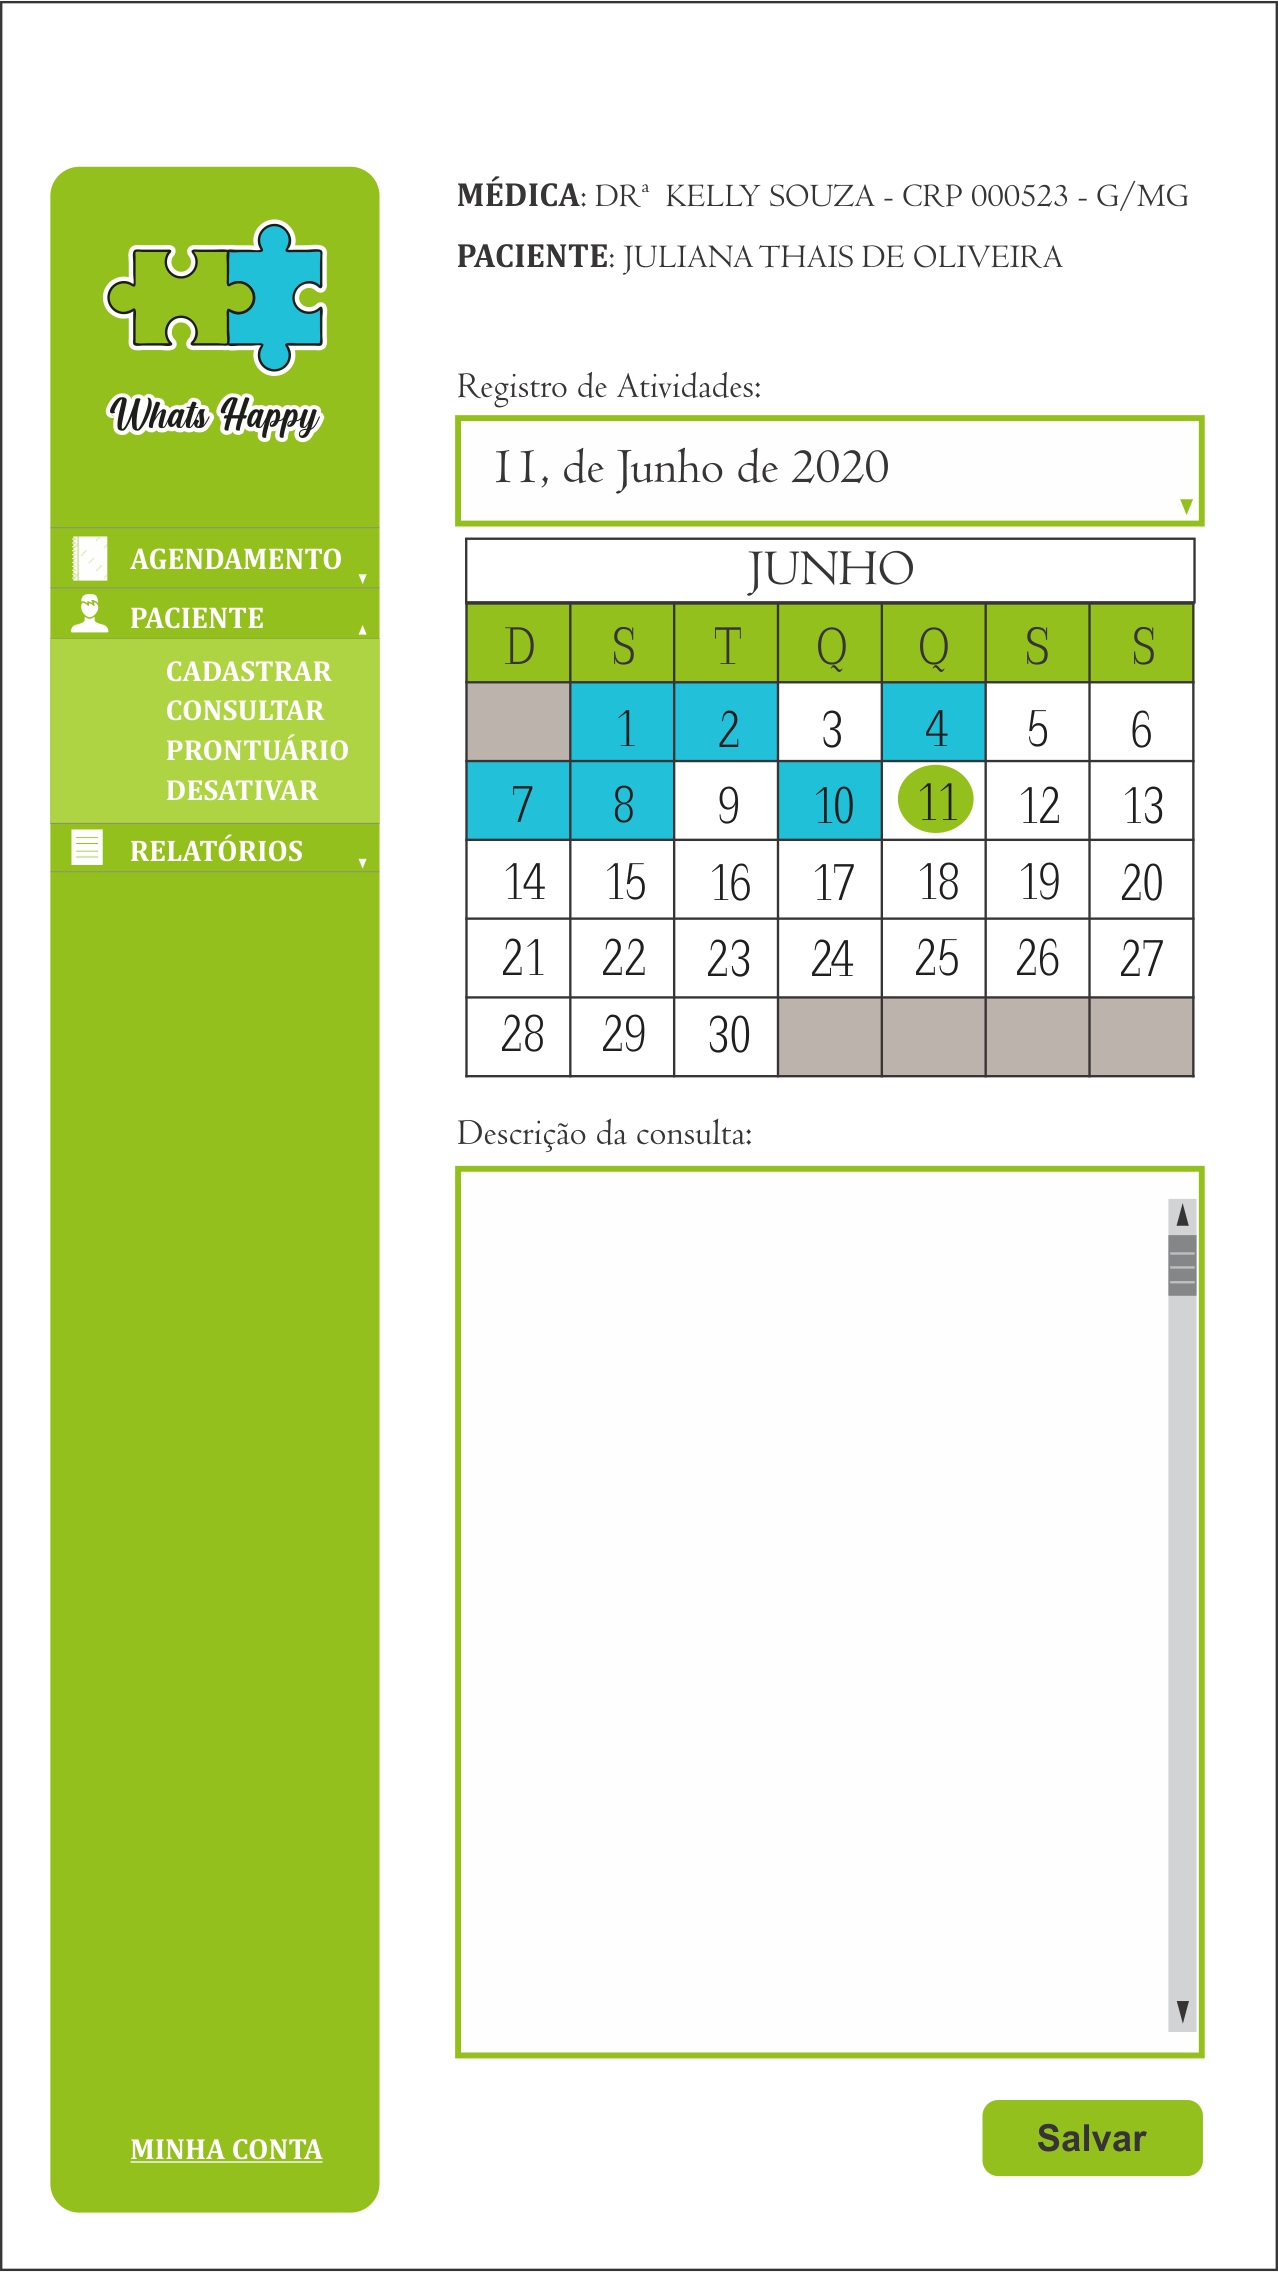 Whats Happy
AGENDAMENTO
PACIENTE
CADASTRAR
CONSULTAR
PRONTUÁRIO
DESATIVAR
RELATÓRIOS
MINHA CONTA
MÉDICA: DRª KELLY SOUZA - CRP 000523 - G/MG
PACIENTE: JULIANA THAIS DE OLIVEIRA
Registro de Atividades:
11, de Junho de 2020
JUNHO
D S T Q Q S S
1 2 3 4 5 6
7 8 9 10 11 12 13
14 15 16 17 18 19 20
21 22 23 24 25 26 27
28 29 30
Descrição da consulta:
Salvar